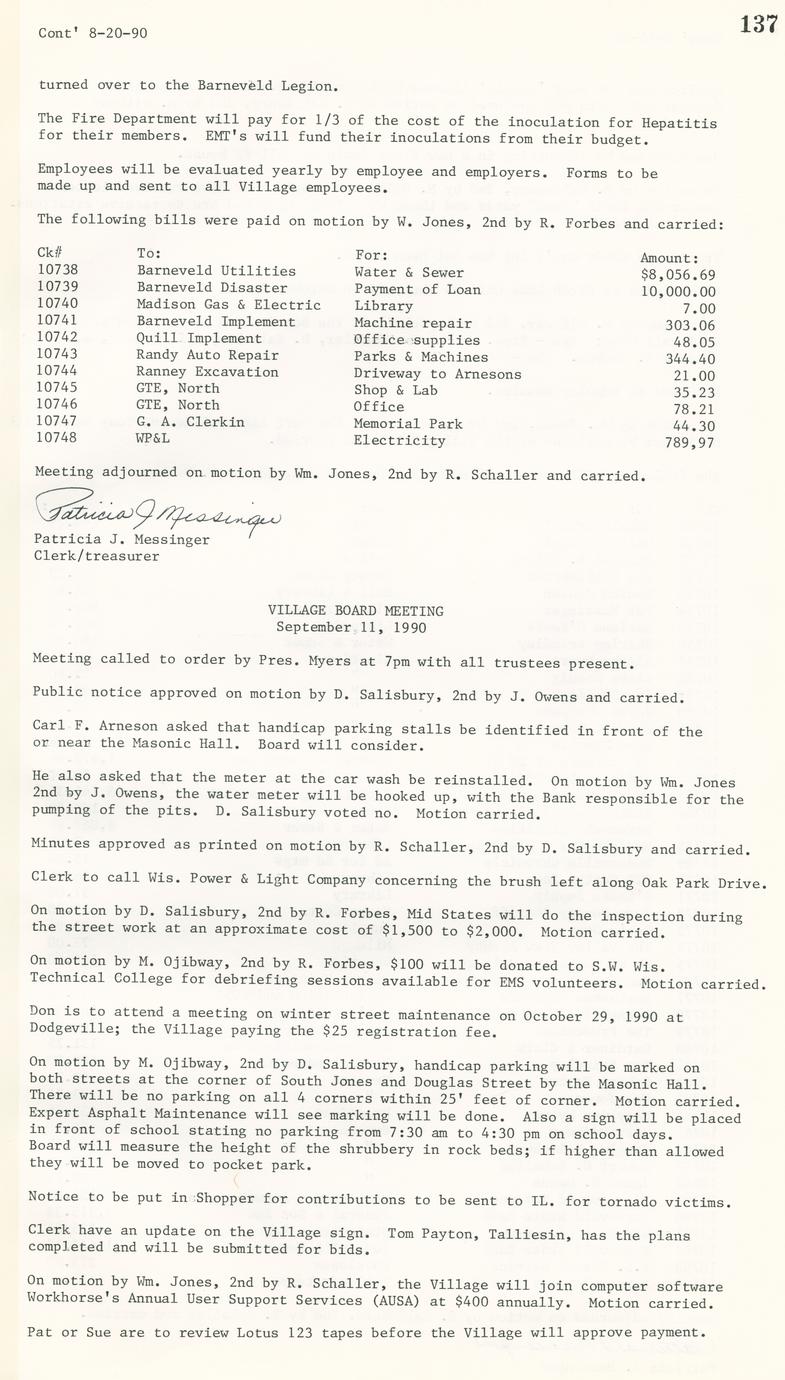 137
Cont' 8-20-90
turned over to the Barneveld Legion.
The Fire Department will pay for 1/3 of the cost of the inoculation for Hepatitis
for their members. EMT's will fund their inoculations from their budget.
Employees will be evaluated yearly by employee and employers. Forms to be
made up and sent to all Village employees.
The following bills were paid on motion by W. Jones, 2nd by R. Forbes and carried:
Ck# To: For: Amount:
10738 Barneveld Utilities Water & Sewer $8,056.69
10739 Barneveld Disaster Payment of Loan 10,000.00
10740 Madison Gas & Electric Library 7.00
10741 Barneveld Implement Machine repair 303.06
10742 Quill Implement Office supplies 48.05
10743 Randy Auto Repair Parks & Machines 344.40
10744 Ranney Excavation Driveway to Arnesons 21.00
10745 GTE, North Shop & Lab 35.23
10746 GTE, North Office 78.21
10747 G. A. Clerkin Memorial Park 44.30
10748 WP&L Electricity 789,97
Meeting adjourned on motion by Wm. Jones, 2nd by R. Schaller and carried.
Patricia J Messinger
Patricia J. Messinger
Clerk/treasurer
VILLAGE BOARD MEETING
September 11, 1990
Meeting called to order by Pres. Myers at 7pm with all trustees present.
Public notice approved on motion by D. Salisbury, 2nd by J. Owens and carried.
Carl F. Arneson asked that handicap parking stalls be identified in front of the
or near the Masonic Hall. Board will consider.
He also asked that the meter at the car wash be reinstalled. On motion by Wm. Jones
2nd by J. Owens, the water meter will be hooked up, with the Bank responsible for the
pumping of the pits. D. Salisbury voted no. Motion carried.
Minutes approved as printed on motion by R. Schaller, 2nd by D. Salisbury and carried.
Clerk to call Wis. Power & Light Company concerning the brush left along Oak Park Drive.
On motion by D. Salisbury, 2nd by R. Forbes, Mid States will do the inspection during
the street work at an approximate cost of $1,500 to $2,000. Motion carried.
On motion by M. Ojibway, 2nd by R. Forbes, $100 will be donated to S.W. Wis.
Technical College for debriefing sessions available for EMS volunteers. Motion carried.
Don is to attend a meeting on winter street maintenance on October 29, 1990 at
Dodgeville; the Village paying the $25 registration fee.
On motion by M. Ojibway, 2nd by D. Salisbury, handicap parking will be marked on
both streets at the corner of South Jones and Douglas Street by the Masonic Hall.
There will be no parking on all 4 corners within 25' feet of corner. Motion carried.
Expert Asphalt Maintenance will see marking will be done. Also a sign will be placed
in front of school stating no parking from 7:30 am to 4:30 pm on school days.
Board will measure the height of the shrubbery in rock beds; if higher than allowed
they will be moved to pocket park.
Notice to be put in Shopper for contributions to be sent to IL. for tornado victims.
Clerk have an update on the Village sign. Tom Payton, Talliesin, has the plans
completed and will be submitted for bids.
On motion by Wm. Jones, 2nd by R. Schaller, the Village will join computer software
Workhorse's Annual User Support Services (AUSA) at $400 annually. Motion carried.
Pat or Sue are to review Lotus 123 tapes before the Village will approve payment.